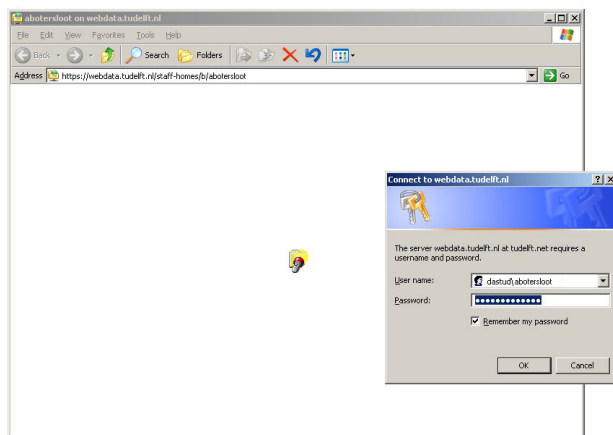 abotersloot on webdata.tudelft.nl
File Edit View Favorites Tools Help
Back Search Folders
Address https://webdata.tudelft.nl/staff-homes/b/abotersloot Go
Connect to webdata.tudelft.nl
The server webdata.tudelft.nl at tudelft.net requires a
username and password.
User name: dastud\abotersloot
Password: •••••••••••••
Remember my password
OK Cancel